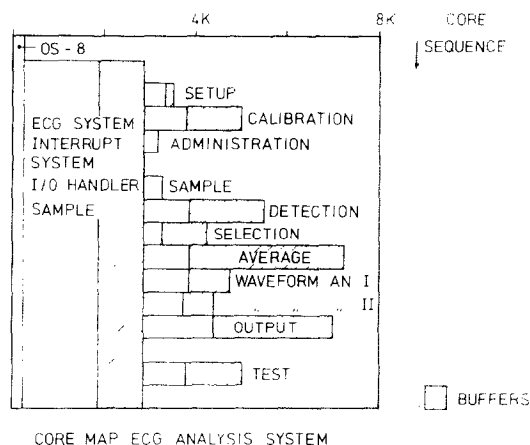 4K 8K CORE
OS-8 SEQUENCE
SETUP
ECG SYSTEM CALIBRATION
INTERRUPT ADMINISTRATION
SYSTEM
I/O HANDLER SAMPLE
SAMPLE DETECTION
SELECTION
AVERAGE
WAVEFORM AN I
" " " II
OUTPUT
TEST
BUFFERS
CORE MAP ECG ANALYSIS SYSTEM